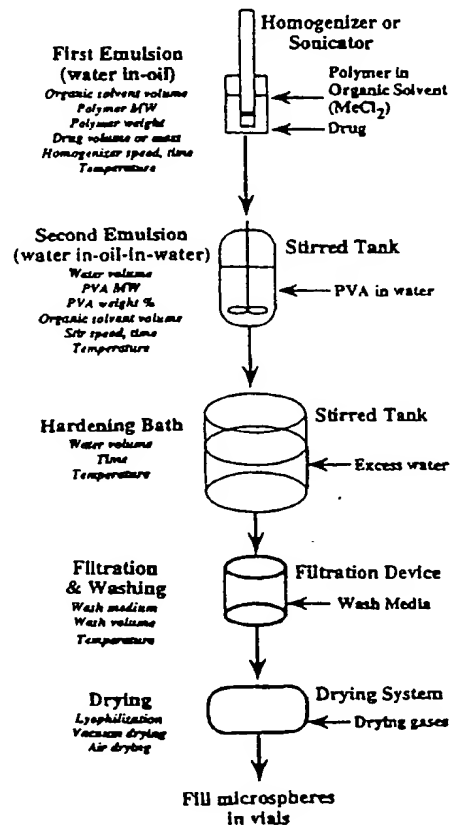 Homogenizer or
Sonicator
First Emulsion
(water in-oil)
Organic solvent volume
Polymer MW
Polymer weight
Drug volume or mass
Homogenizer speed, time
Temperature
Polymer in
Organic Solvent
(MeCl2)
Drug
Second Emulsion
(water in-oil-in-water)
Water volume
PVA MW
PVA weight %
Organic solvent volume
Stir speed, time
Temperature
Stirred Tank
PVA in water
Hardening Bath
Water volume
Time
Temperature
Stirred Tank
Excess water
Filtration
& Washing
Wash medium
Wash volume
Temperature
Filtration Device
Wash Media
Drying
Lyophilization
Vacuum drying
Air drying
Drying System
Drying gases
Fill microspheres
in vials